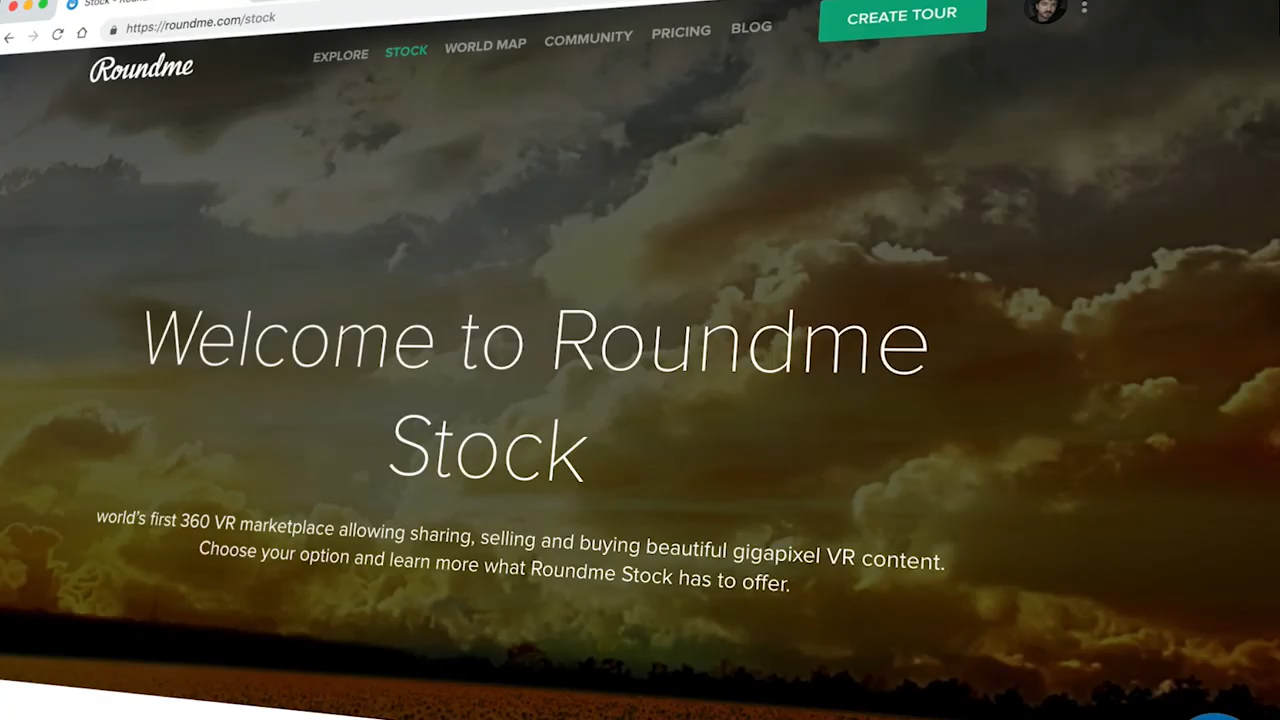 Stock - Round
https://roundme.com/stock
Roundme
EXPLORE STOCK WORLD MAP COMMUNITY PRICING BLOG
CREATE TOUR
Welcome to Roundme
Stock
world's first 360 VR marketplace allowing sharing, selling and buying beautiful gigapixel VR content.
Choose your option and learn more what Roundme Stock has to offer.